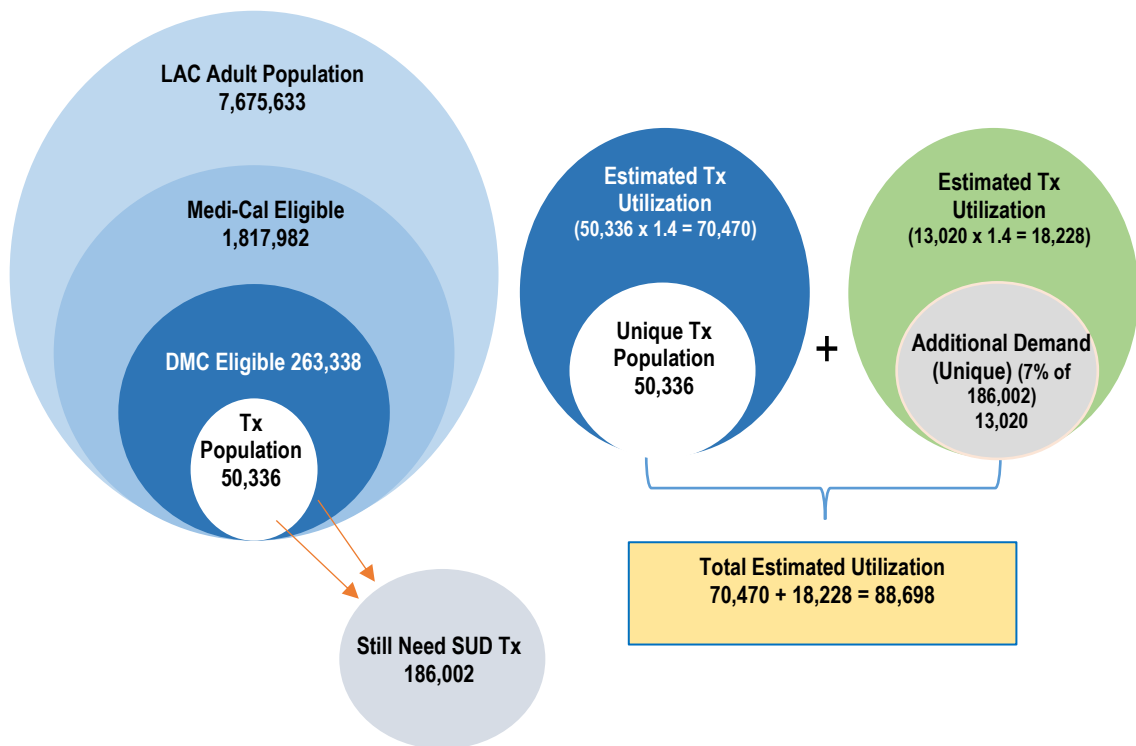 LAC Adult Population
7,675,633
Medi-Cal Eligible
1,817,982
DMC Eligible 263,338
Tx
Population
50,336
Still Need SUD Tx
186,002
Estimated Tx
Utilization
(50,336 x 1.4 = 70,470)
Unique Tx
Population
50,336
+
Estimated Tx
Utilization
(13,020 x 1.4 = 18,228)
Additional Demand
(Unique) (7% of
186,002)
13,020
Total Estimated Utilization
70,470 + 18,228 = 88,698